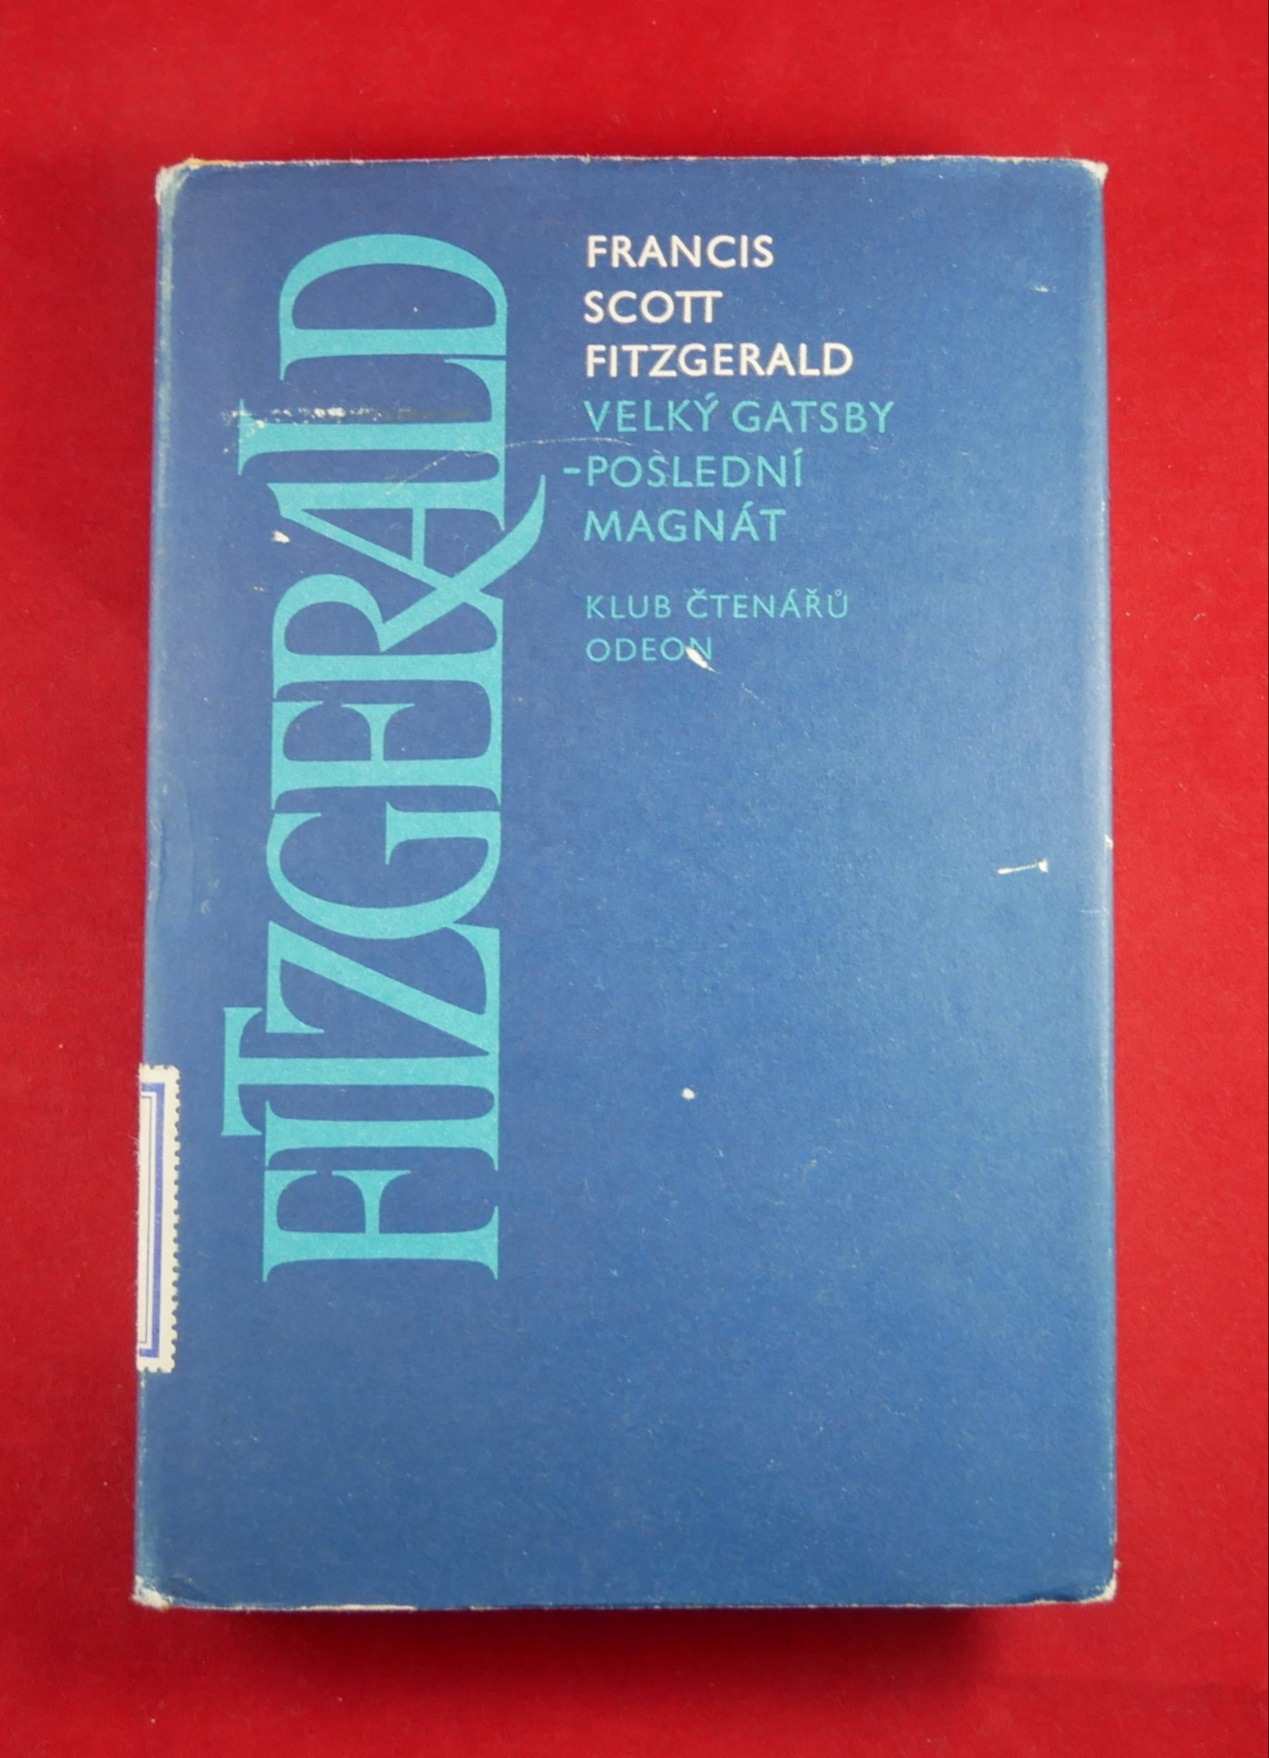 FITZGERALD
FRANCIS
SCOTT
FITZGERALD
VELKÝ GATSBY
-POSLEDNÍ
MAGNÁT
KLUB ČTENÁŘŮ
ODEON